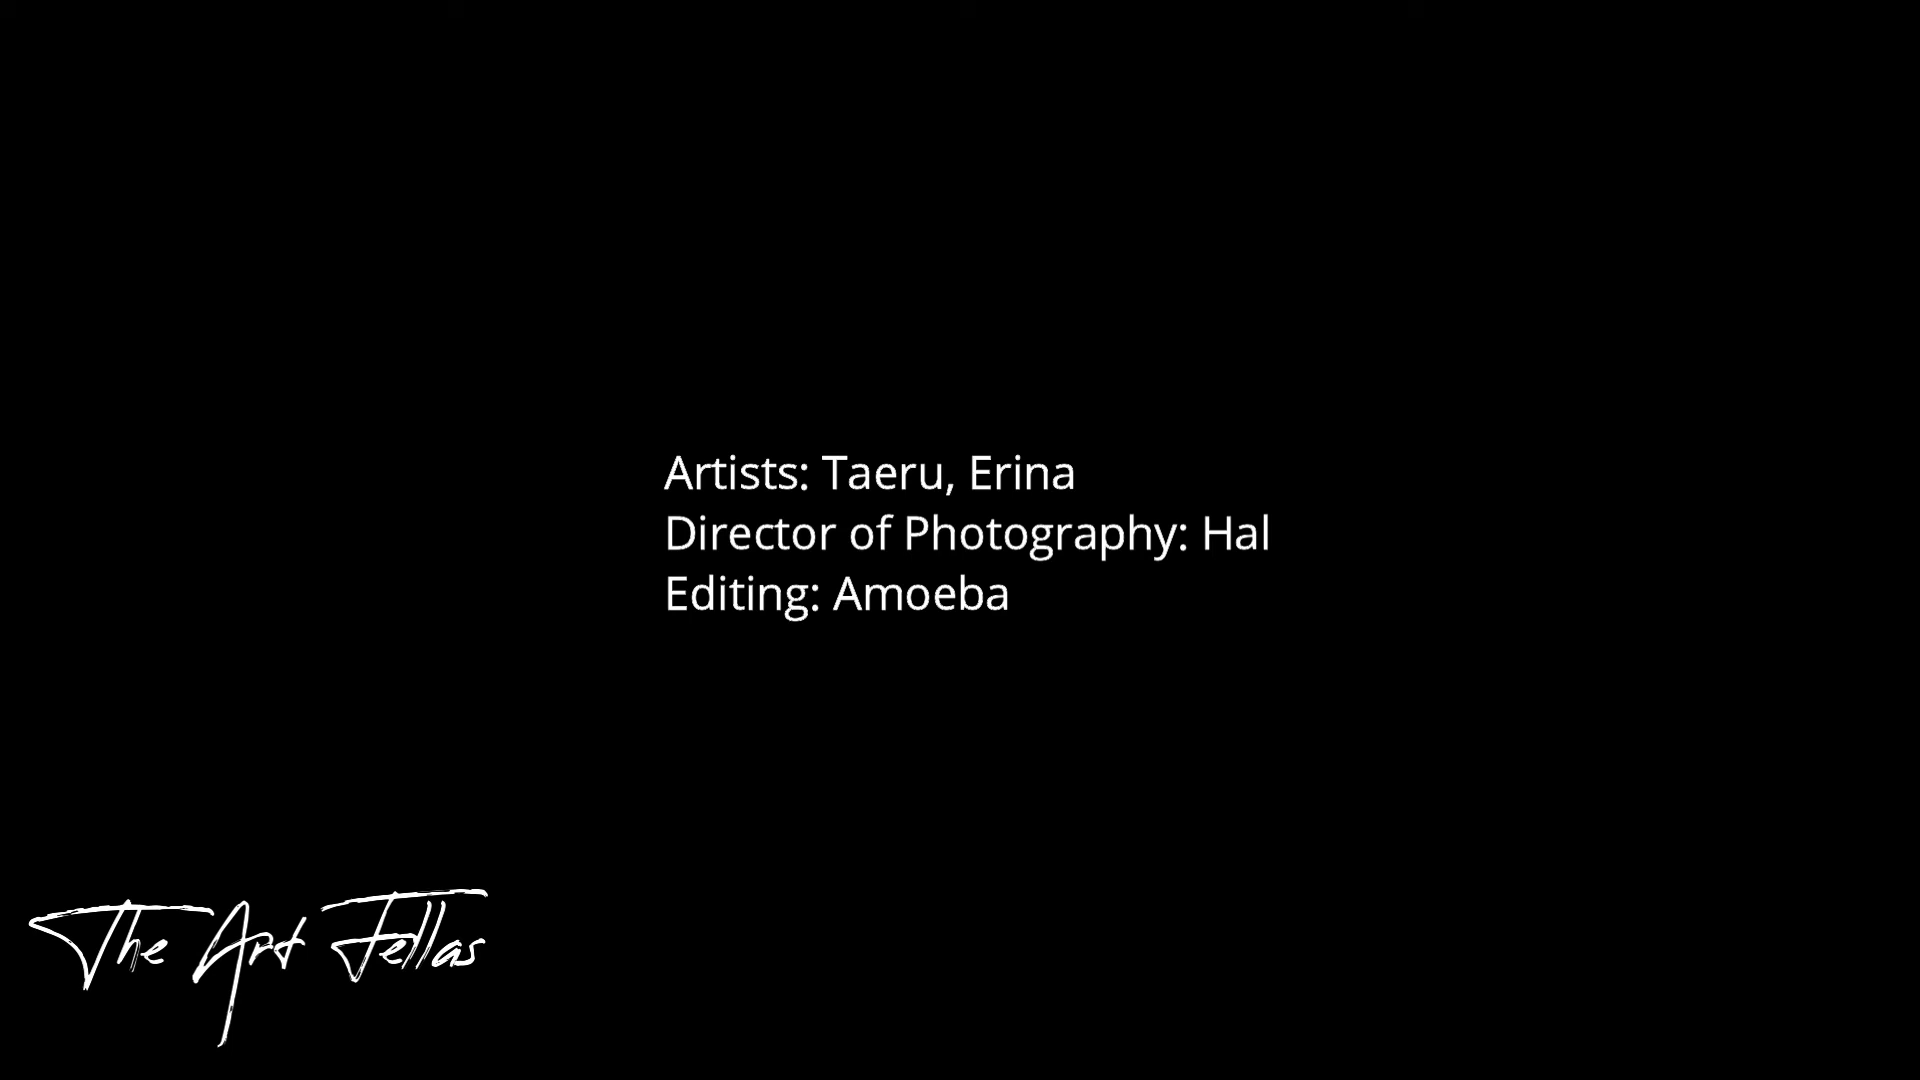 Artists: Taeru, Erina
Director of Photography: Hal
Editing: Amoeba
The Art Fellas